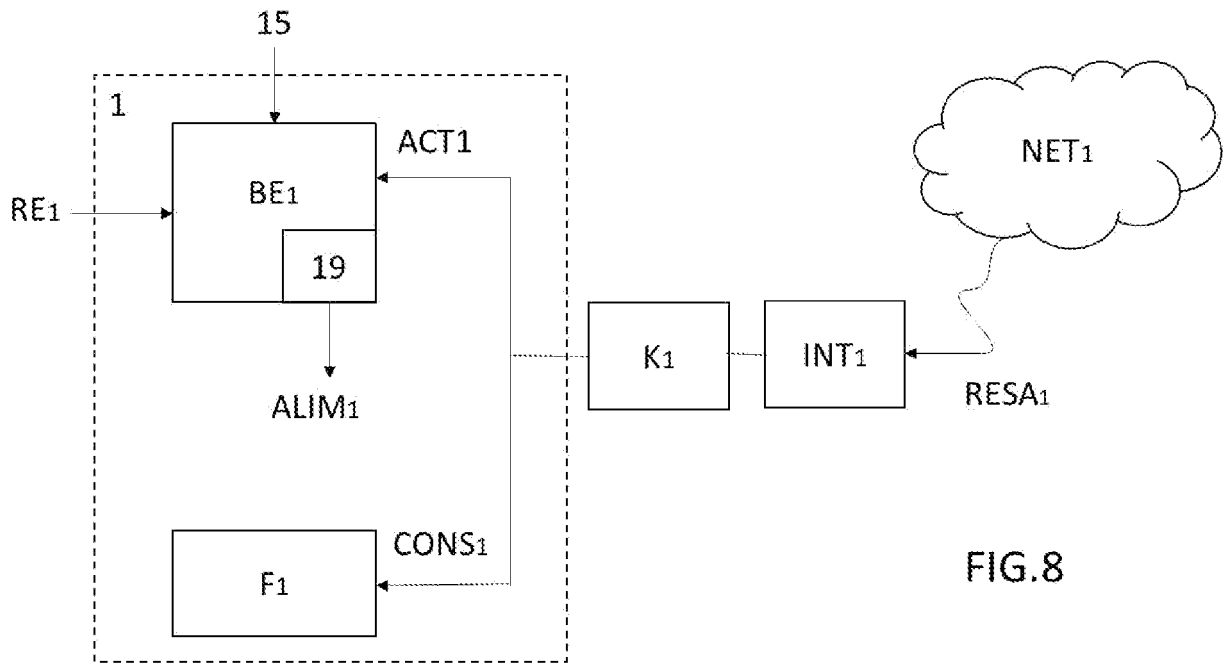 15
1
ACT1
NET1
BE1
RE1
19
K1
INT1
ALIM1
RESA1
CONS1
F1
FIG.8